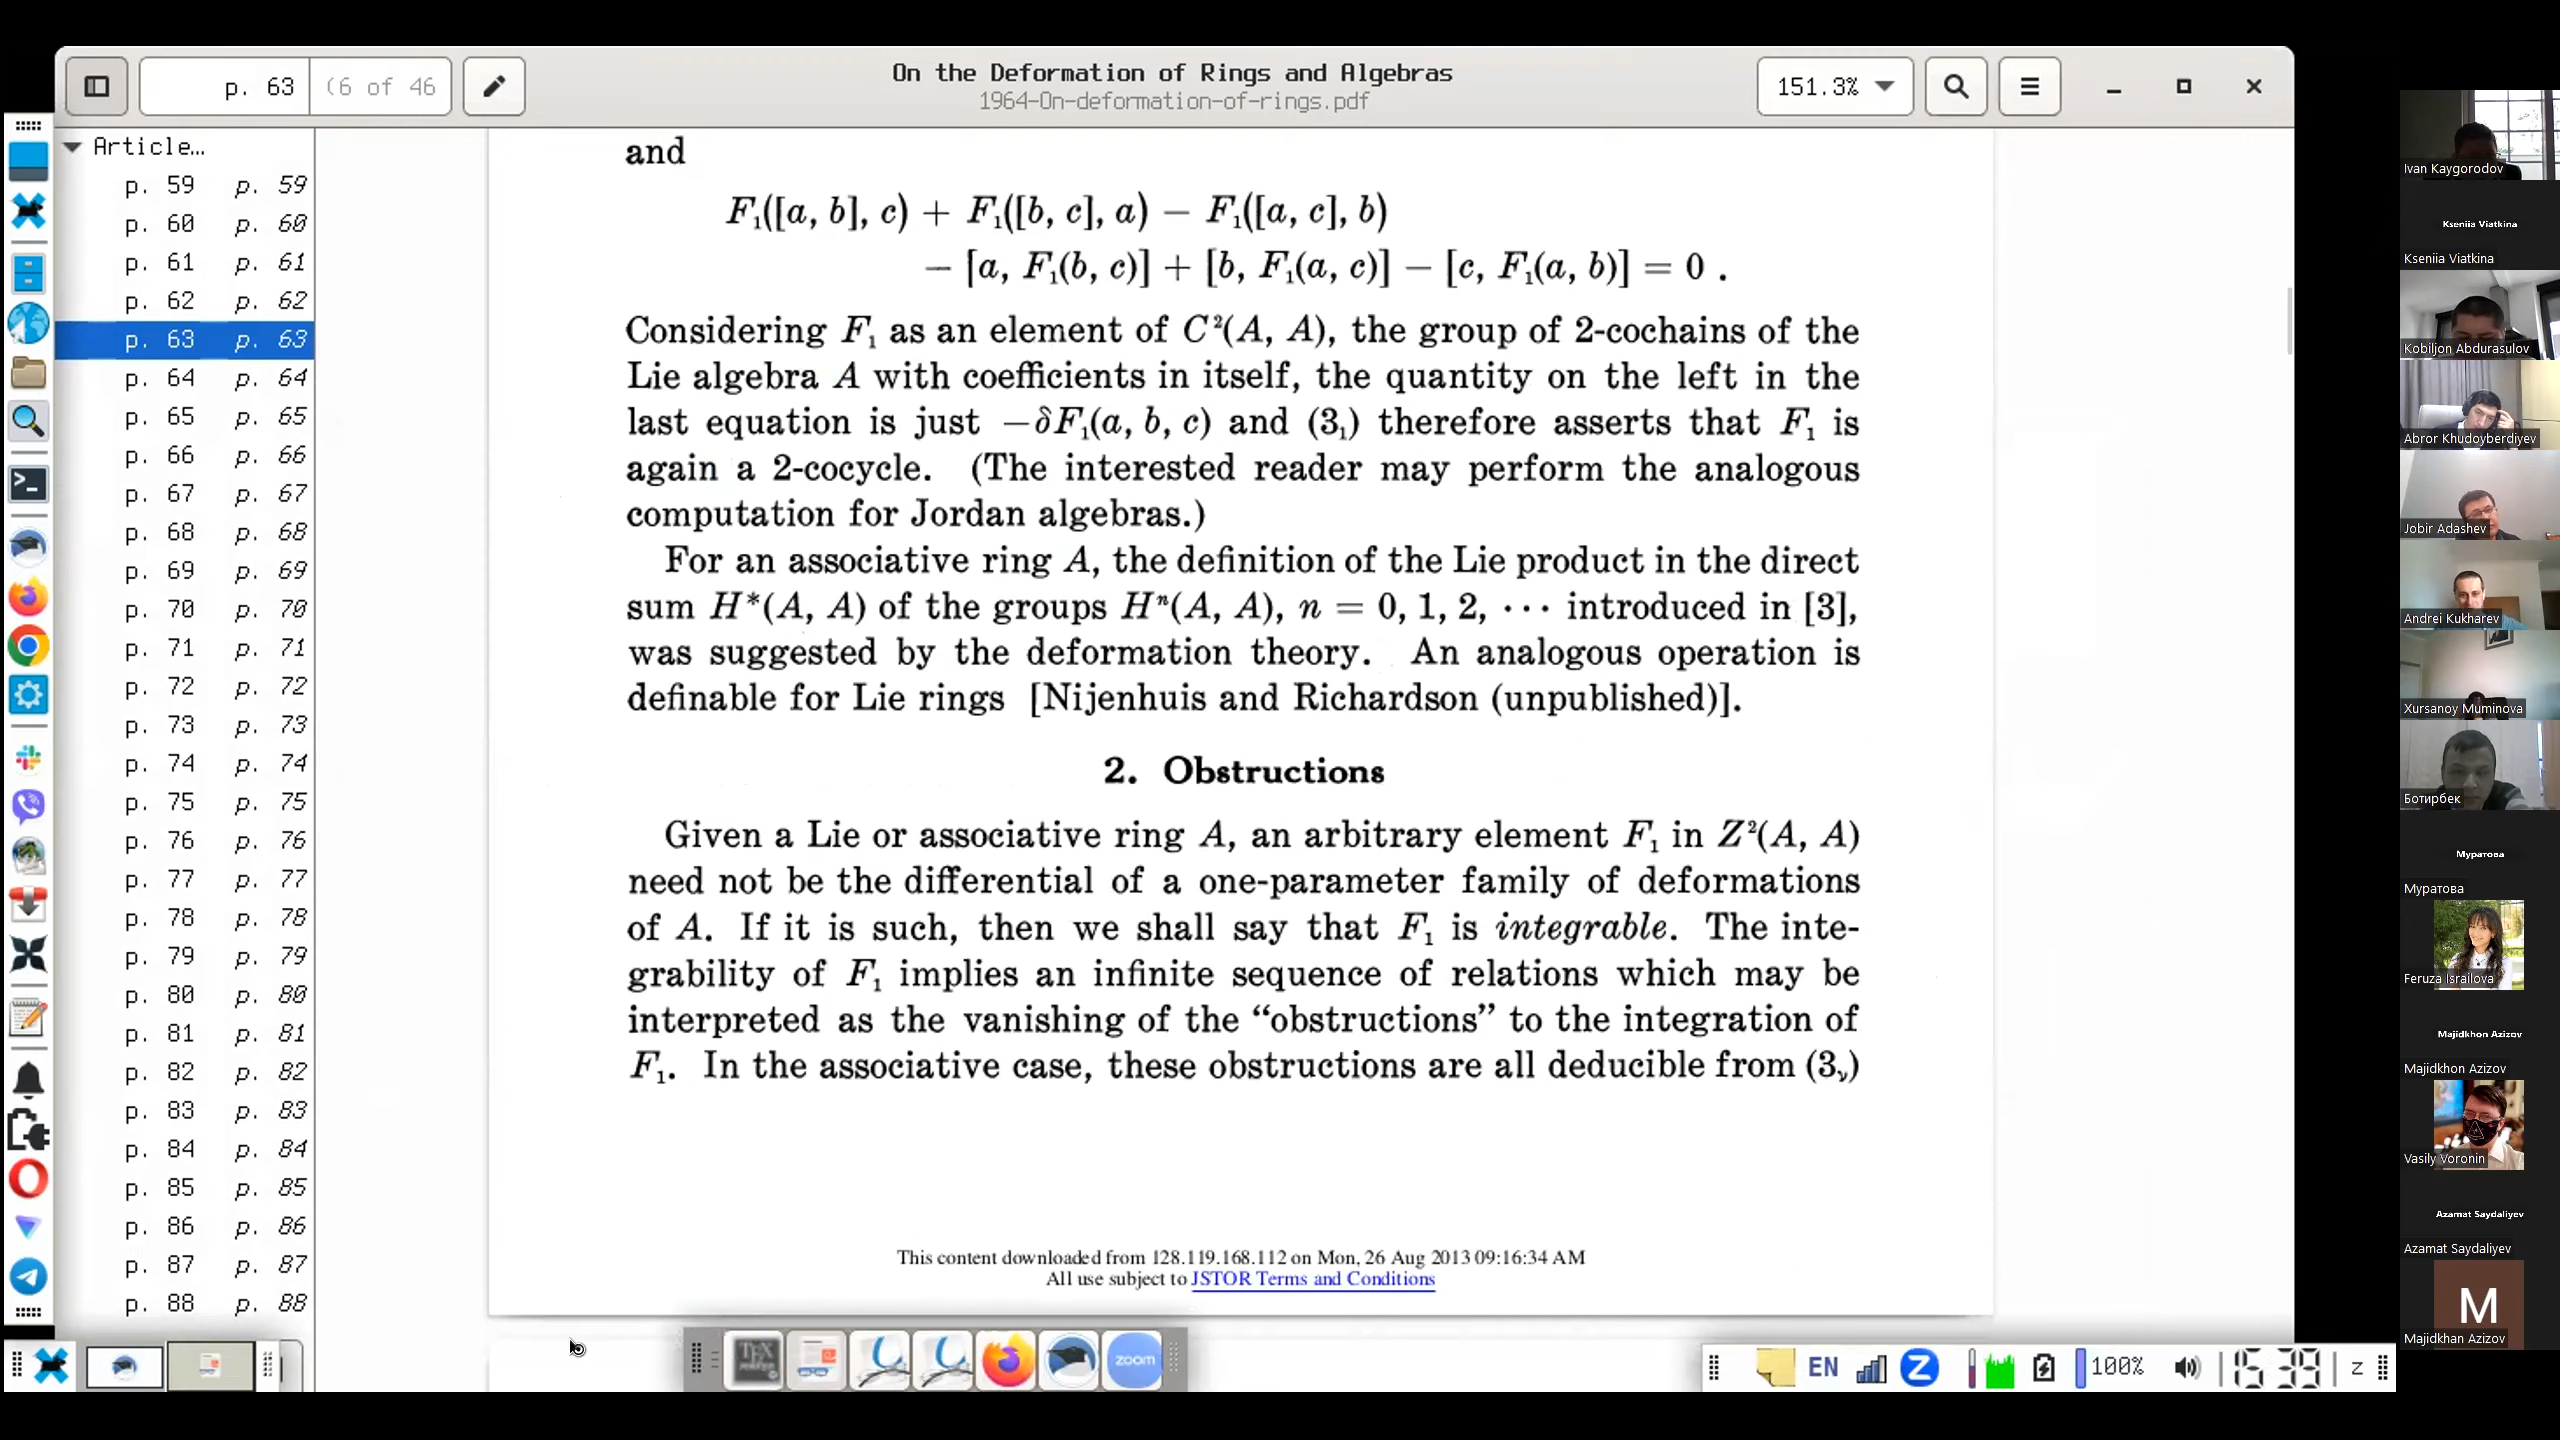 p. 63
(6 of 46
On the Deformation of Rings and Algebras
1964-On-deformation-of-rings.pdf
151.3%
Article…
p. 59 p. 59
p. 60 p. 60
p. 61 p. 61
p. 62 p. 62
p. 63 p. 63
p. 64 p. 64
p. 65 p. 65
p. 66 p. 66
p. 67 p. 67
p. 68 p. 68
p. 69 p. 69
p. 70 p. 70
p. 71 p. 71
p. 72 p. 72
p. 73 p. 73
p. 74 p. 74
p. 75 p. 75
p. 76 p. 76
p. 77 p. 77
p. 78 p. 78
p. 79 p. 79
p. 80 p. 80
p. 81 p. 81
p. 82 p. 82
p. 83 p. 83
p. 84 p. 84
p. 85 p. 85
p. 86 p. 86
p. 87 p. 87
p. 88 p. 88
and
F₁([a, b], c) + F₁([b, c], a) − F₁([a, c], b)
− [a, F₁(b, c)] + [b, F₁(a, c)] − [c, F₁(a, b)] = 0 .
Considering F₁ as an element of C²(A, A), the group of 2-cochains of the
Lie algebra A with coefficients in itself, the quantity on the left in the
last equation is just −δF₁(a, b, c) and (3₁) therefore asserts that F₁ is
again a 2-cocycle. (The interested reader may perform the analogous
computation for Jordan algebras.)
For an associative ring A, the definition of the Lie product in the direct
sum H*(A, A) of the groups Hⁿ(A, A), n = 0, 1, 2, ··· introduced in [3],
was suggested by the deformation theory. An analogous operation is
definable for Lie rings [Nijenhuis and Richardson (unpublished)].
2. Obstructions
Given a Lie or associative ring A, an arbitrary element F₁ in Z²(A, A)
need not be the differential of a one-parameter family of deformations
of A. If it is such, then we shall say that F₁ is integrable. The inte-
grability of F₁ implies an infinite sequence of relations which may be
interpreted as the vanishing of the “obstructions” to the integration of
F₁. In the associative case, these obstructions are all deducible from (3ᵥ)
This content downloaded from 128.119.168.112 on Mon, 26 Aug 2013 09:16:34 AM
All use subject to JSTOR Terms and Conditions
zoom
EN
100%
15 39
z
Ivan Kaygorodov
Kseniia Viatkina
Kseniia Viatkina
Kobiljon Abdurasulov
Abror Khudoyberdiyev
Jobir Adashev
Andrei Kukharev
Xursanoy Muminova
Ботирбек
Муратова
Муратова
Feruza Israilova
Majidkhon Azizov
Majidkhon Azizov
Vasily Voronin
Azamat Saydaliyev
Azamat Saydaliyev
M
Majidkhan Azizov